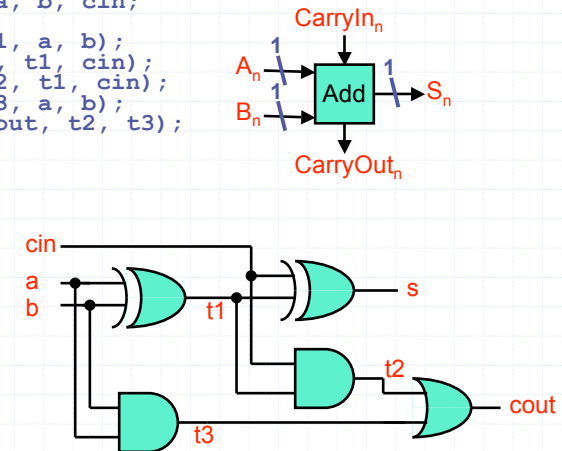 a, b, cin;
1, a, b);
, t1, cin);
2, t1, cin);
3, a, b);
out, t2, t3);
CarryInₙ
1
Aₙ
1
Bₙ
Add
1
Sₙ
CarryOutₙ
cin
a
b
t1
s
t2
t3
cout